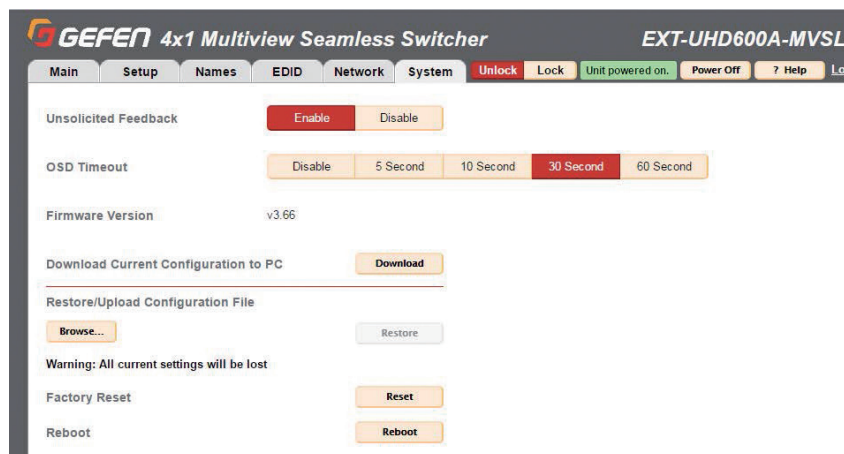 GEFEN 4x1 Multiview Seamless Switcher EXT-UHD600A-MVSL
Main Setup Names EDID Network System Unlock Lock Unit powered on. Power Off ? Help Lo
Unsolicited Feedback Enable Disable
OSD Timeout Disable 5 Second 10 Second 30 Second 60 Second
Firmware Version v3.66
Download Current Configuration to PC Download
Restore/Upload Configuration File
Browse... Restore
Warning: All current settings will be lost
Factory Reset Reset
Reboot Reboot